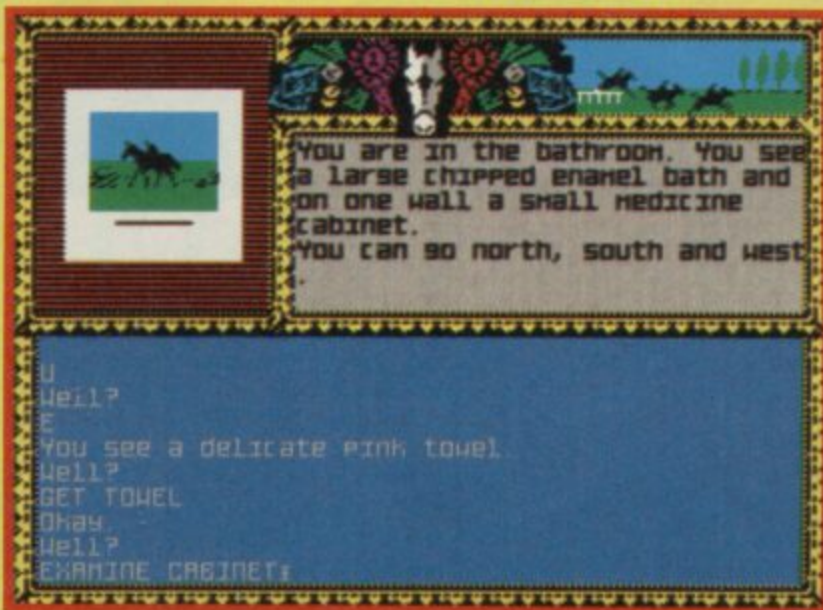 1 1
You are in the bathroom. You see
a large chipped enamel bath and
on one wall a small medicine
cabinet.
You can go north, south and west
.
U
Well?
E
You see a delicate pink towel.
Well?
GET TOWEL
Okay.
Well?
EXAMINE CABINET